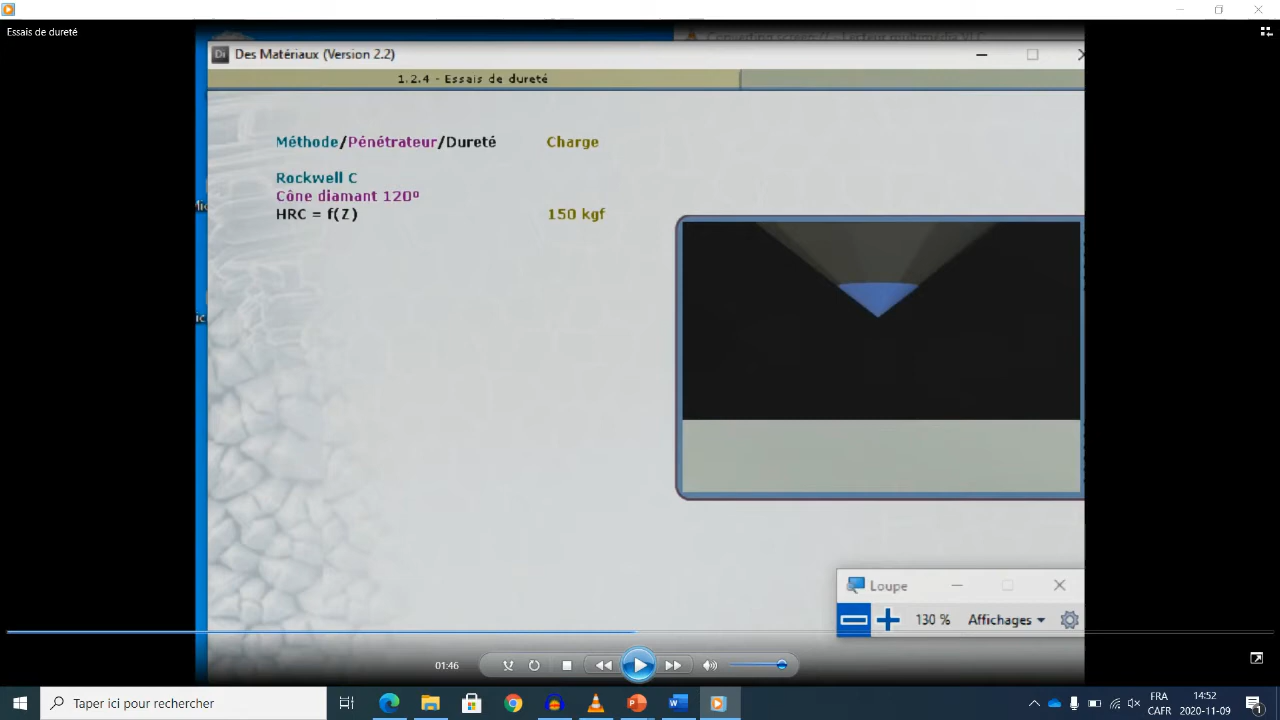 Essais de dureté
Di Des Matériaux (Version 2.2)
1.2.4 - Essais de dureté
Méthode/Pénétrateur/Dureté Charge
Rockwell C
Cône diamant 120º
HRC = f(Z) 150 kgf
Loupe
130 % Affichages
01:46
Taper ici pour rechercher
FRA 14:52
CAFR 2020-11-09
1